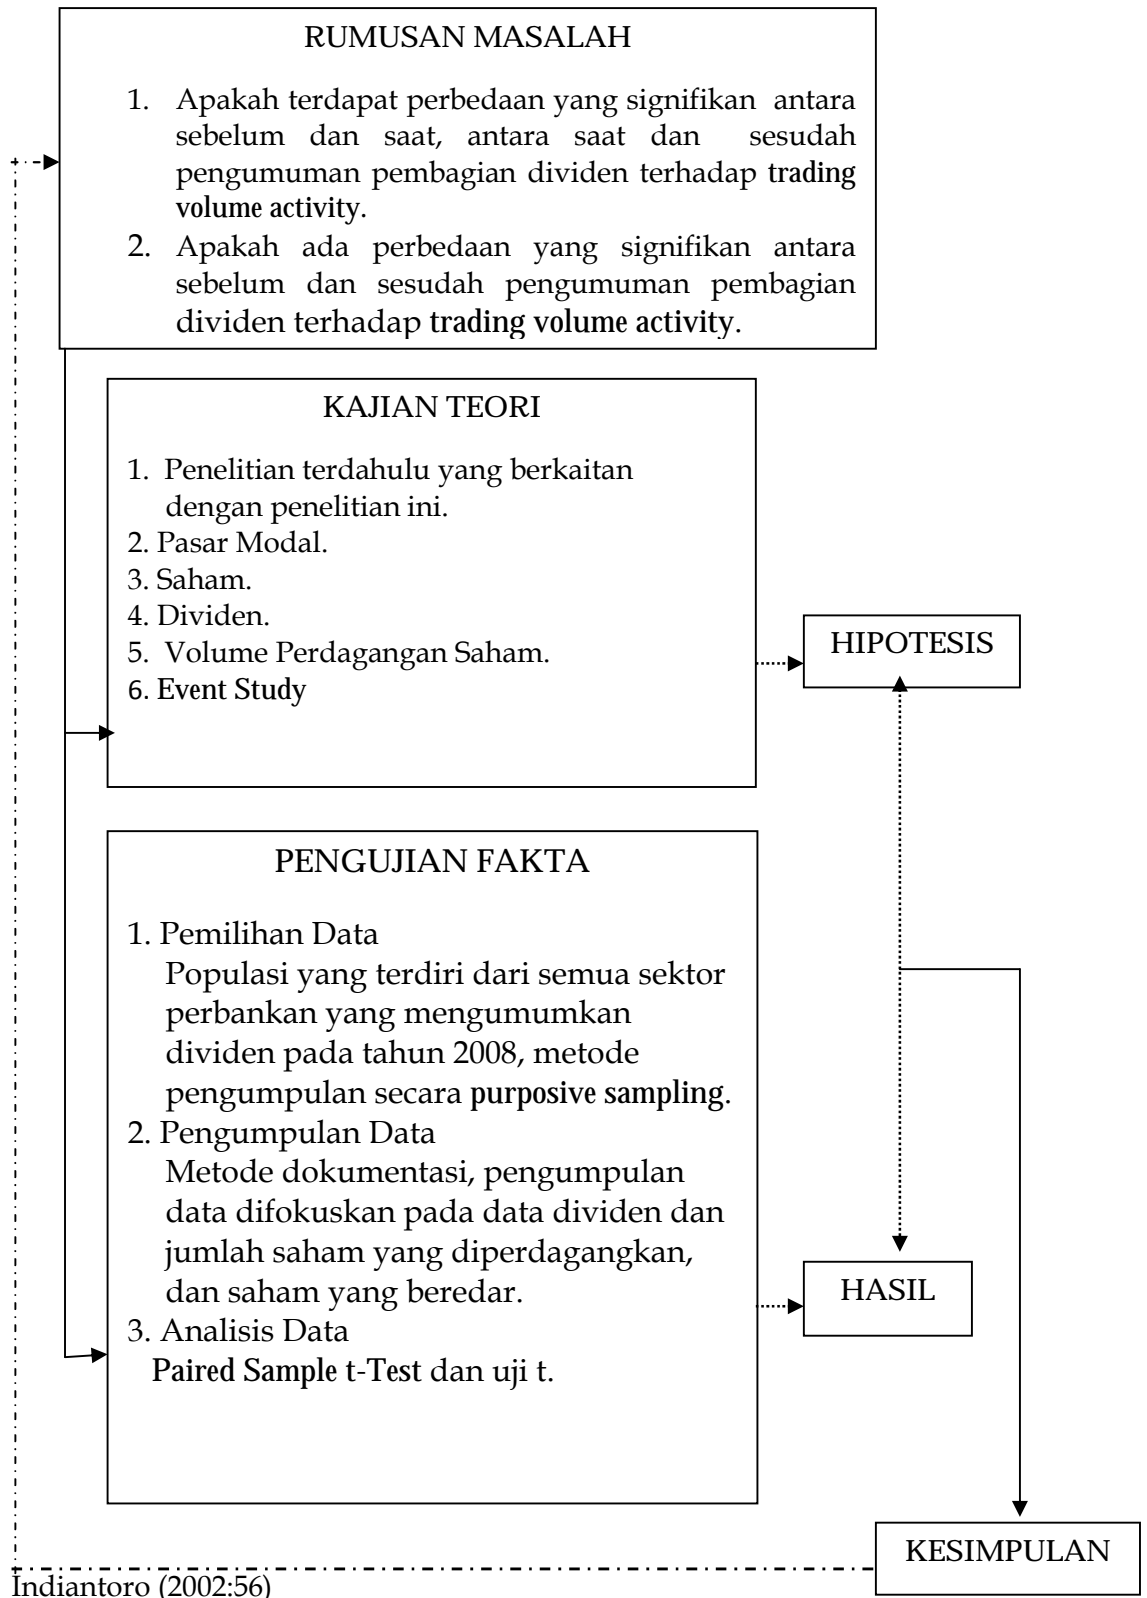 RUMUSAN MASALAH
1. Apakah terdapat perbedaan yang signifikan antara
sebelum dan saat, antara saat dan sesudah
pengumuman pembagian dividen terhadap trading
volume activity.
2. Apakah ada perbedaan yang signifikan antara
sebelum dan sesudah pengumuman pembagian
dividen terhadap trading volume activity.
KAJIAN TEORI
1. Penelitian terdahulu yang berkaitan
dengan penelitian ini.
2. Pasar Modal.
3. Saham.
4. Dividen.
5. Volume Perdagangan Saham.
6. Event Study
HIPOTESIS
PENGUJIAN FAKTA
1. Pemilihan Data
Populasi yang terdiri dari semua sektor
perbankan yang mengumumkan
dividen pada tahun 2008, metode
pengumpulan secara purposive sampling.
2. Pengumpulan Data
Metode dokumentasi, pengumpulan
data difokuskan pada data dividen dan
jumlah saham yang diperdagangkan,
dan saham yang beredar.
3. Analisis Data
Paired Sample t-Test dan uji t.
HASIL
KESIMPULAN
Indiantoro (2002:56)